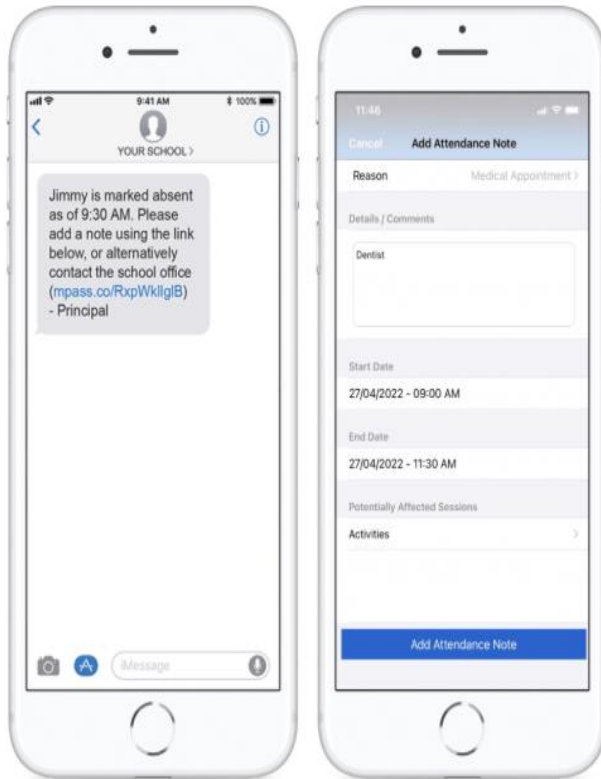 9:41 AM
100%
YOUR SCHOOL >
Jimmy is marked absent
as of 9:30 AM. Please
add a note using the link
below, or alternatively
contact the school office
(mpass.co/RxpWkllglB)
- Principal
iMessage
11:46
Cancel
Add Attendance Note
Reason
Medical Appointment >
Details / Comments
Dentist
Start Date
27/04/2022 - 09:00 AM
End Date
27/04/2022 - 11:30 AM
Potentially Affected Sessions
Activities >
Add Attendance Note